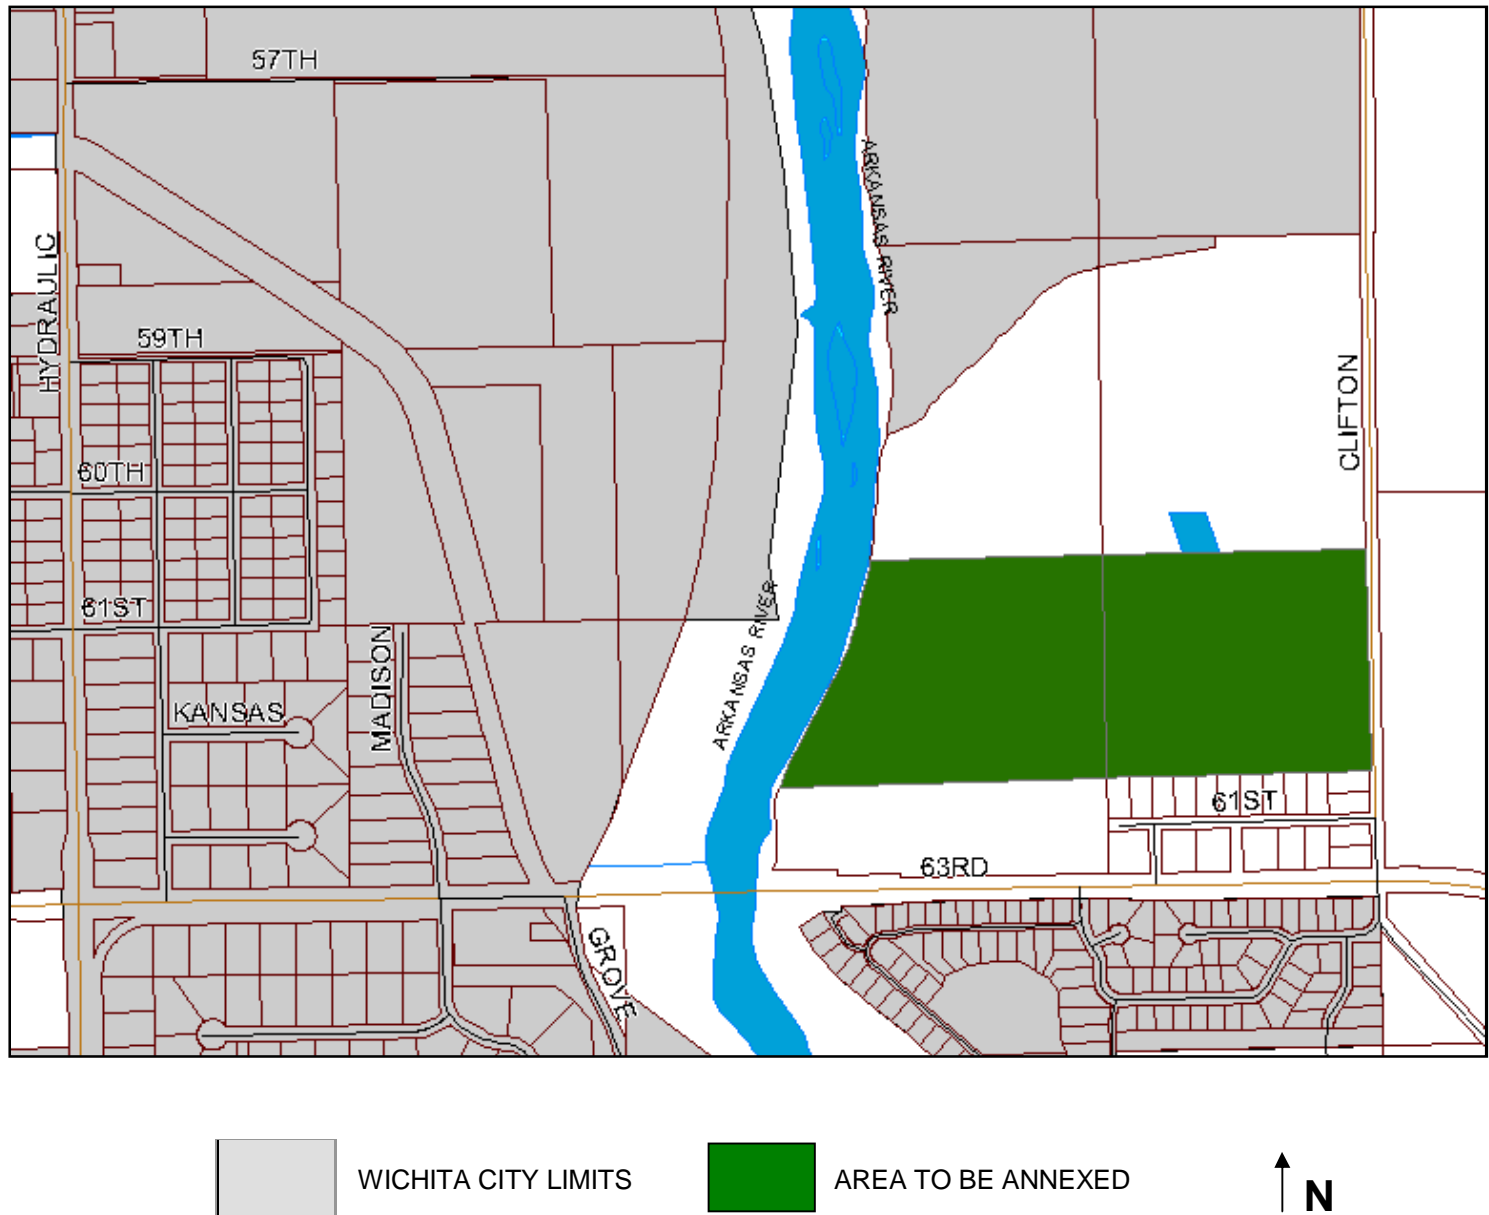 57TH
ARKANSAS RIVER
HYDRAULIC
59TH
CLIFTON
60TH
61ST
ARKANSAS RIVER
MADISON
KANSAS
61ST
63RD
GROVE
WICHITA CITY LIMITS
AREA TO BE ANNEXED
N